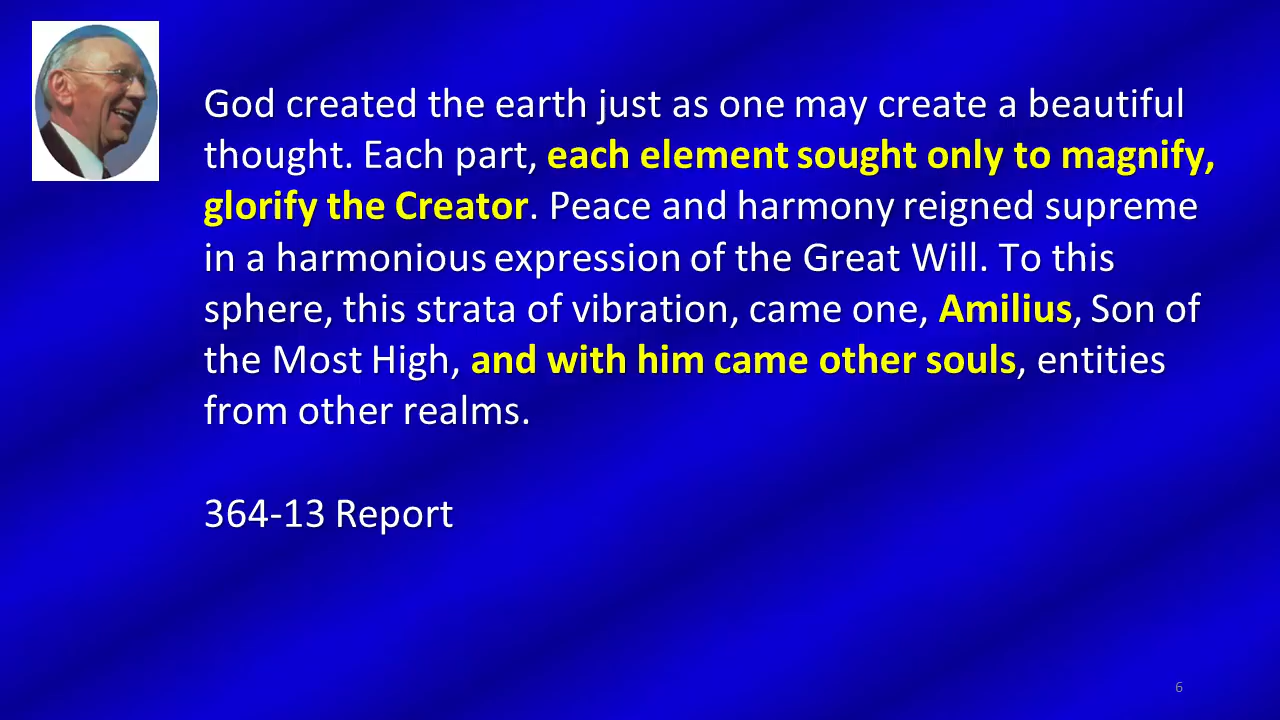 God created the earth just as one may create a beautiful
thought. Each part, each element sought only to magnify,
glorify the Creator. Peace and harmony reigned supreme
in a harmonious expression of the Great Will. To this
sphere, this strata of vibration, came one, Amilius, Son of
the Most High, and with him came other souls, entities
from other realms.
364-13 Report
6